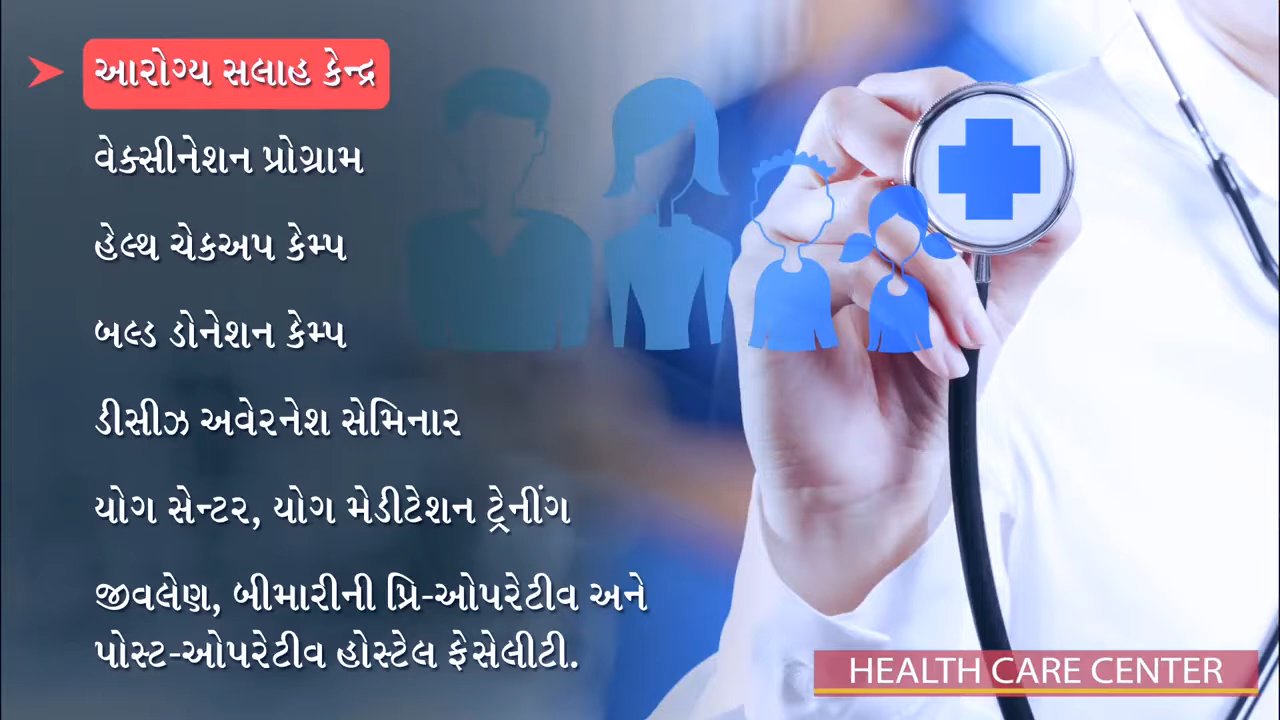 આરોગ્ય સલાહ કેન્દ્ર
વેક્સીનેશન પ્રોગ્રામ
હેલ્થ ચેકઅપ કેમ્પ
બલ્ડ ડોનેશન કેમ્પ
ડીસીઝ અવેરનેશ સેમિનાર
યોગ સેન્ટર, યોગ મેડીટેશન ટ્રેનીંગ
જીવલેણ, બીમારીની પ્રિ-ઓપરેટીવ અને
પોસ્ટ-ઓપરેટીવ હોસ્ટેલ ફેસેલીટી.
HEALTH CARE CENTER